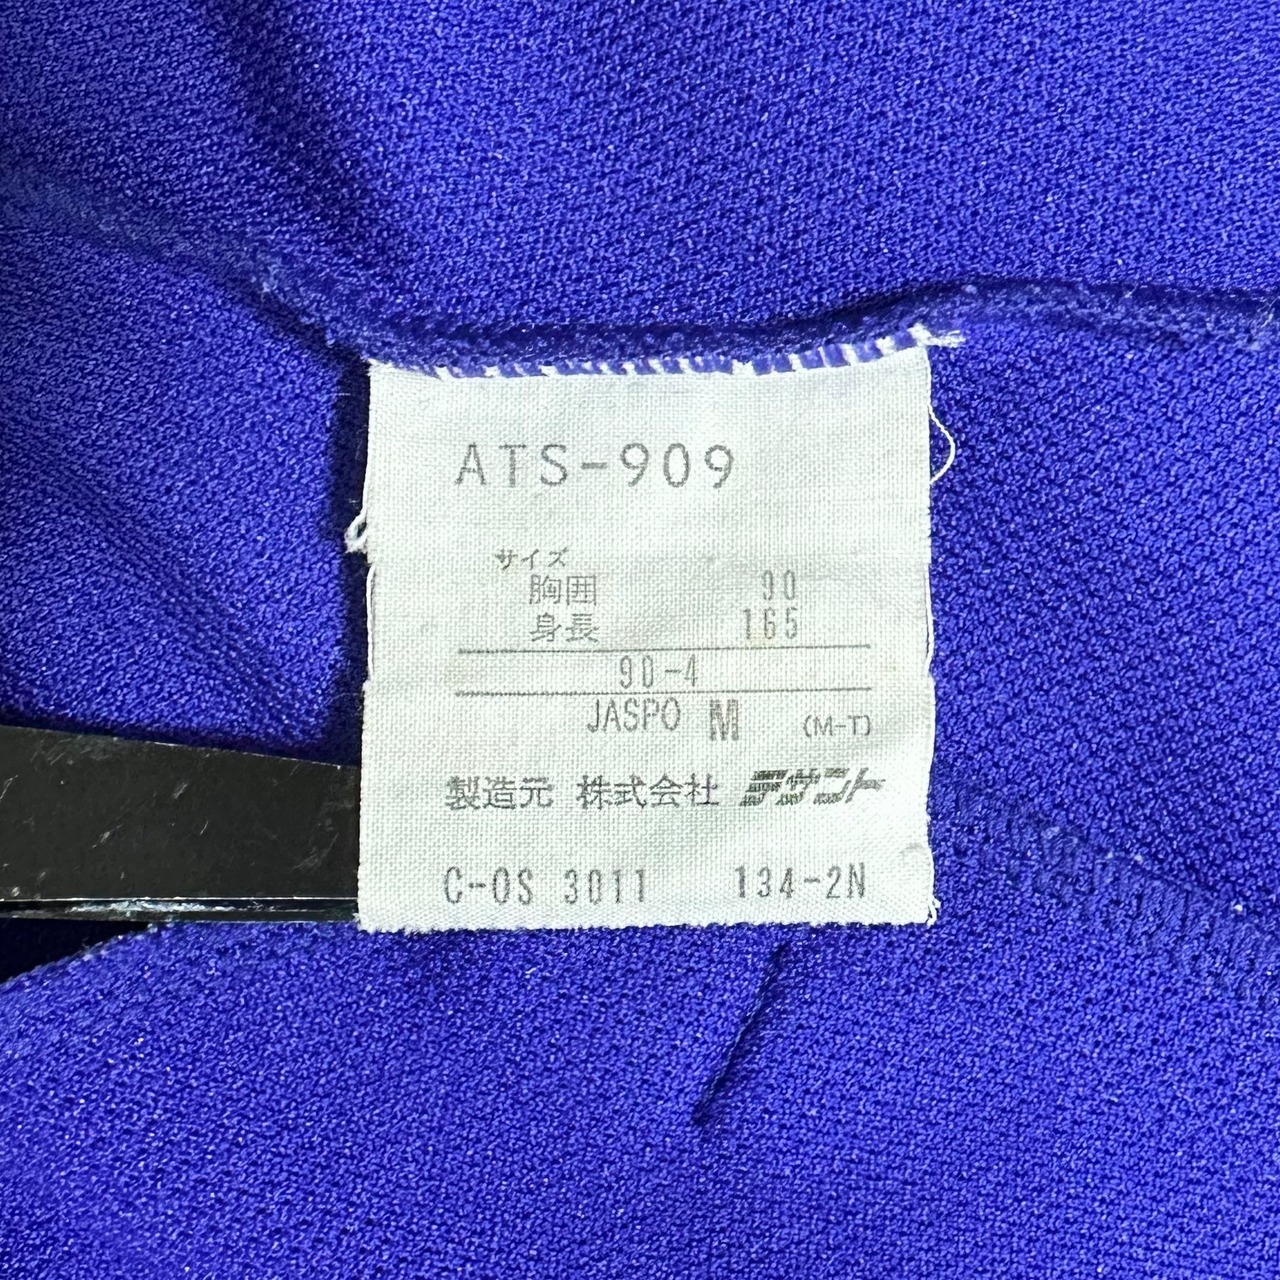 ATS-909
サイズ
胸囲 90
身長 165
90-4
JASPO M (M-T)
製造元 株式会社 デサント
C-OS 3011 194-2N